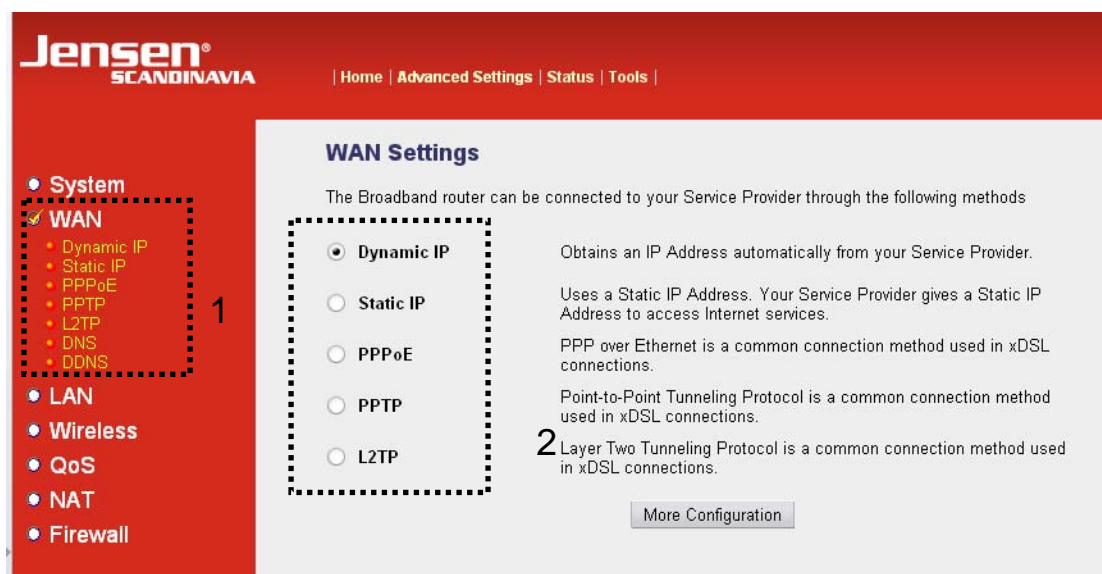 Jensen®
SCANDINAVIA
| Home | Advanced Settings | Status | Tools |
System
WAN
Dynamic IP
Static IP
PPPoE
PPTP
L2TP
DNS
DDNS
1
LAN
Wireless
QoS
NAT
Firewall
WAN Settings
The Broadband router can be connected to your Service Provider through the following methods
Dynamic IP
Obtains an IP Address automatically from your Service Provider.
Static IP
Uses a Static IP Address. Your Service Provider gives a Static IP
Address to access Internet services.
PPPoE
PPP over Ethernet is a common connection method used in xDSL
connections.
PPTP
Point-to-Point Tunneling Protocol is a common connection method
used in xDSL connections.
L2TP
2
Layer Two Tunneling Protocol is a common connection method used
in xDSL connections.
More Configuration